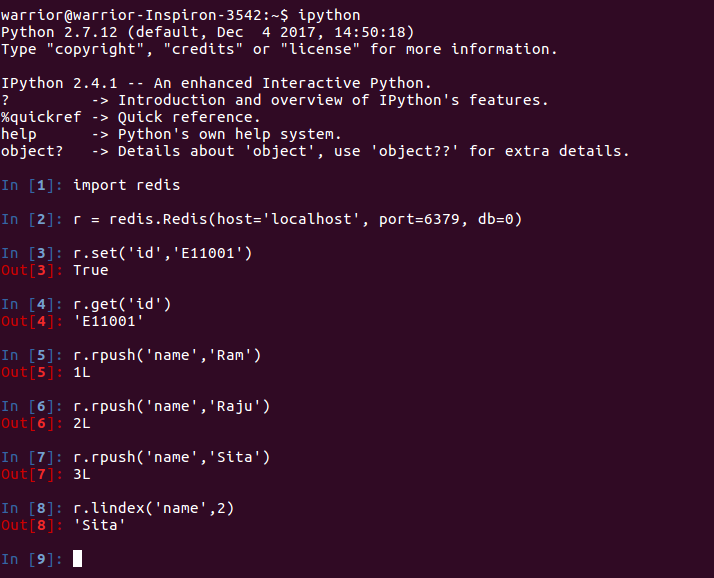 warrior@warrior-Inspiron-3542:~$ ipython
Python 2.7.12 (default, Dec  4 2017, 14:50:18)
Type "copyright", "credits" or "license" for more information.

IPython 2.4.1 -- An enhanced Interactive Python.
?         -> Introduction and overview of IPython's features.
%quickref -> Quick reference.
help      -> Python's own help system.
object?   -> Details about 'object', use 'object??' for extra details.

In [1]: import redis

In [2]: r = redis.Redis(host='localhost', port=6379, db=0)

In [3]: r.set('id','E11001')
Out[3]: True

In [4]: r.get('id')
Out[4]: 'E11001'

In [5]: r.rpush('name','Ram')
Out[5]: 1L

In [6]: r.rpush('name','Raju')
Out[6]: 2L

In [7]: r.rpush('name','Sita')
Out[7]: 3L

In [8]: r.lindex('name',2)
Out[8]: 'Sita'

In [9]: